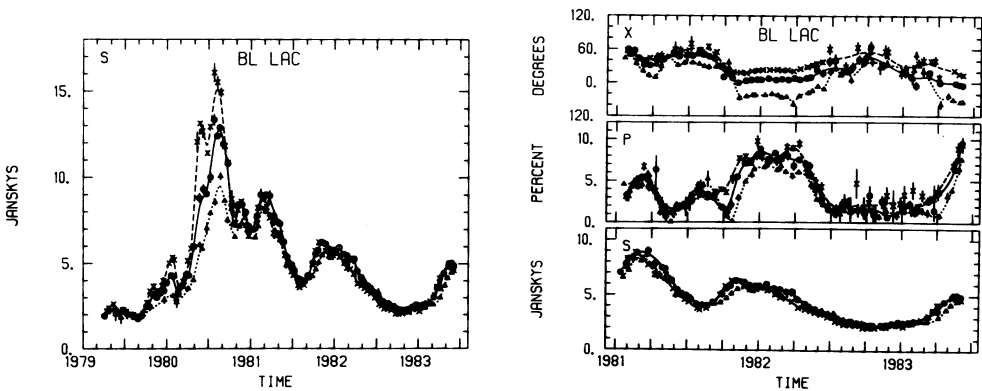 S BL LAC
JANSKYS
15.
10.
5.
0.
1979 1980 1981 1982 1983
TIME
X BL LAC
DEGREES
120.
60.
0.
120.
P
PERCENT
10.
5.
0.
S
JANSKYS
10.
5.
0.
1981 1982 1983
TIME